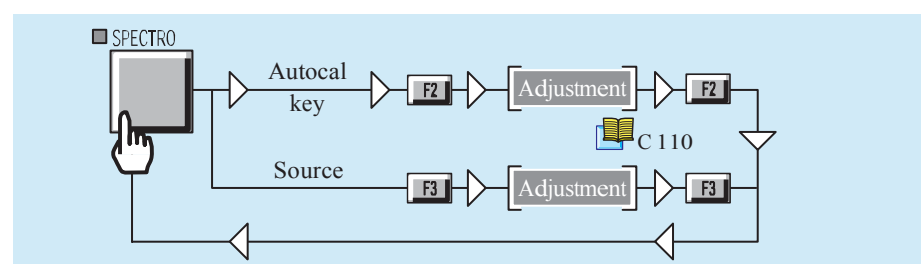 SPECTRO
Autocal
key
F2
Adjustment
F2
C 110
Source
F3
Adjustment
F3